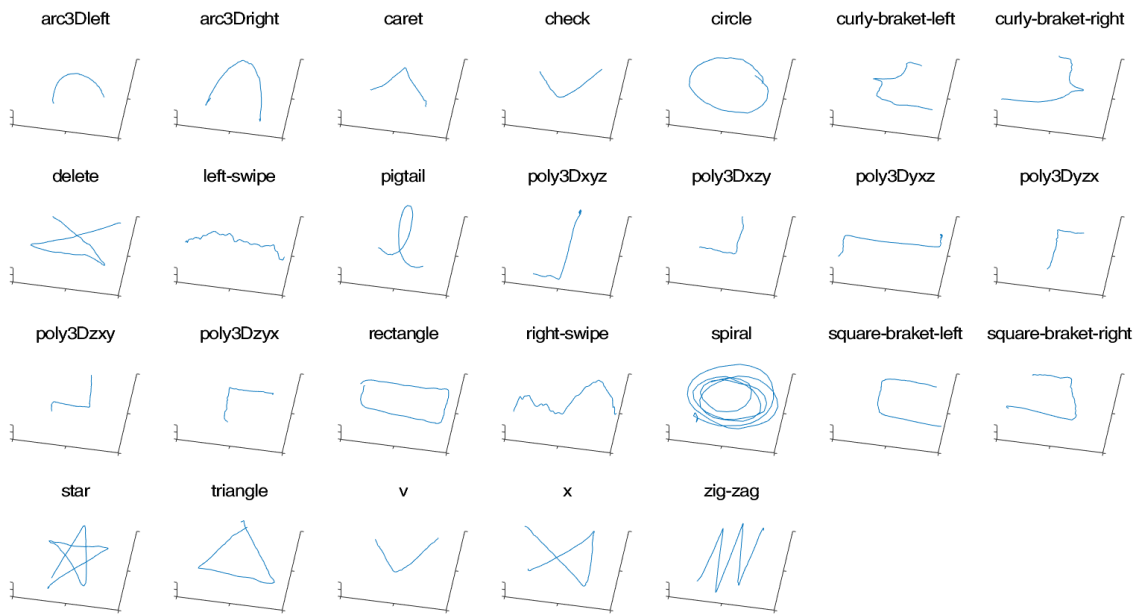 arc3Dleft arc3Dright caret check circle curly-braket-left curly-braket-right
delete left-swipe pigtail poly3Dxyz poly3Dxzy poly3Dyxz poly3Dyzx
poly3Dzxy poly3Dzyx rectangle right-swipe spiral square-braket-left square-braket-right
star triangle v x zig-zag